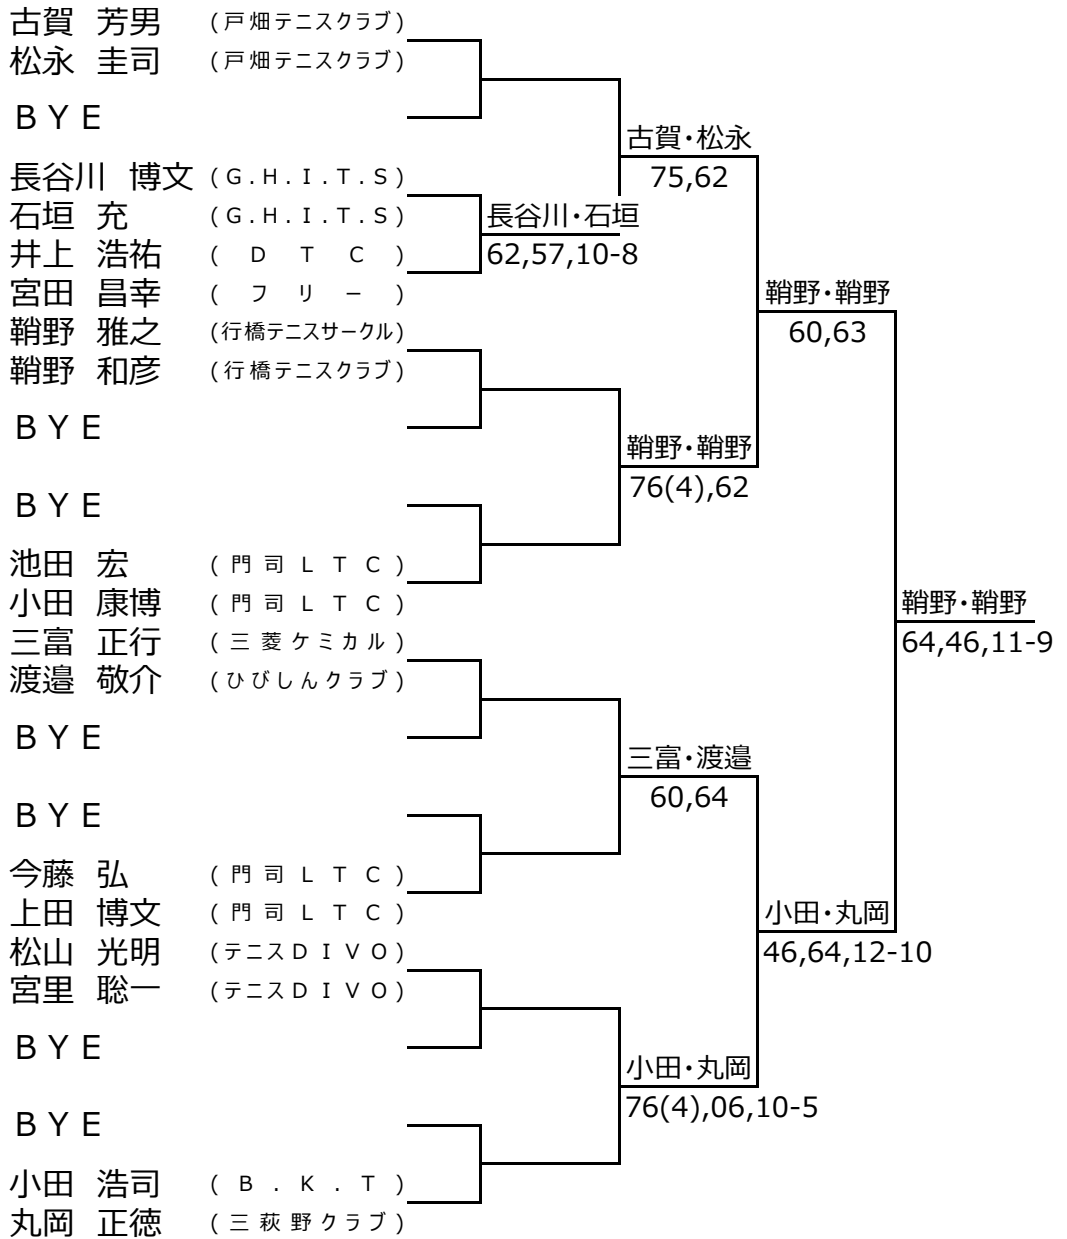 古賀 芳男 (戸畑テニスクラブ)
松永 圭司 (戸畑テニスクラブ)
BYE
古賀・松永
75,62
長谷川 博文 (G.H.I.T.S)
石垣 充 (G.H.I.T.S)
長谷川・石垣
62,57,10-8
井上 浩祐 (DTC)
宮田 昌幸 (フリー)
鞘野・鞘野
60,63
鞘野 雅之 (行橋テニスサークル)
鞘野 和彦 (行橋テニスクラブ)
BYE
鞘野・鞘野
76(4),62
BYE
池田 宏 (門司LTC)
小田 康博 (門司LTC)
鞘野・鞘野
64,46,11-9
三富 正行 (三菱ケミカル)
渡邉 敬介 (ひびしんクラブ)
BYE
三富・渡邉
60,64
BYE
今藤 弘 (門司LTC)
上田 博文 (門司LTC)
小田・丸岡
46,64,12-10
松山 光明 (テニスDIVO)
宮里 聡一 (テニスDIVO)
BYE
小田・丸岡
76(4),06,10-5
BYE
小田 浩司 (B.K.T)
丸岡 正徳 (三萩野クラブ)